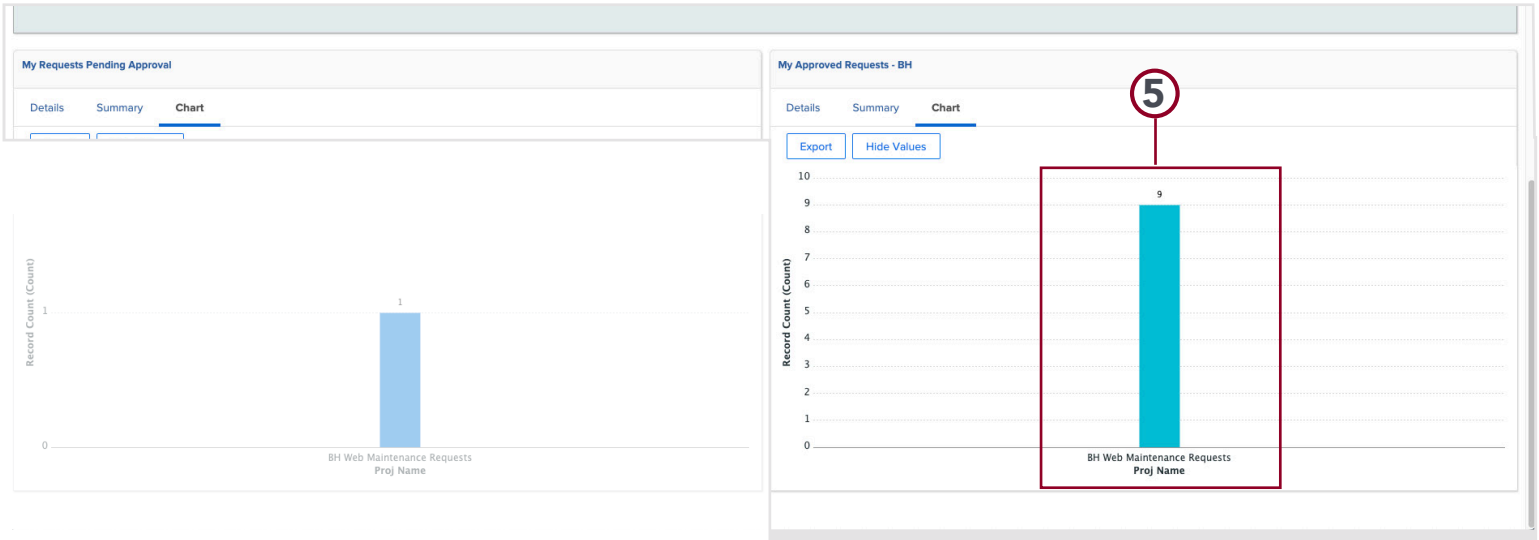 My Requests Pending Approval
Details Summary Chart
Record Count (Count)
1
1
0
BH Web Maintenance Requests
Proj Name
My Approved Requests - BH
5
Details Summary Chart
Export Hide Values
Record Count (Count)
10
9
9
8
7
6
5
4
3
2
1
0
BH Web Maintenance Requests
Proj Name